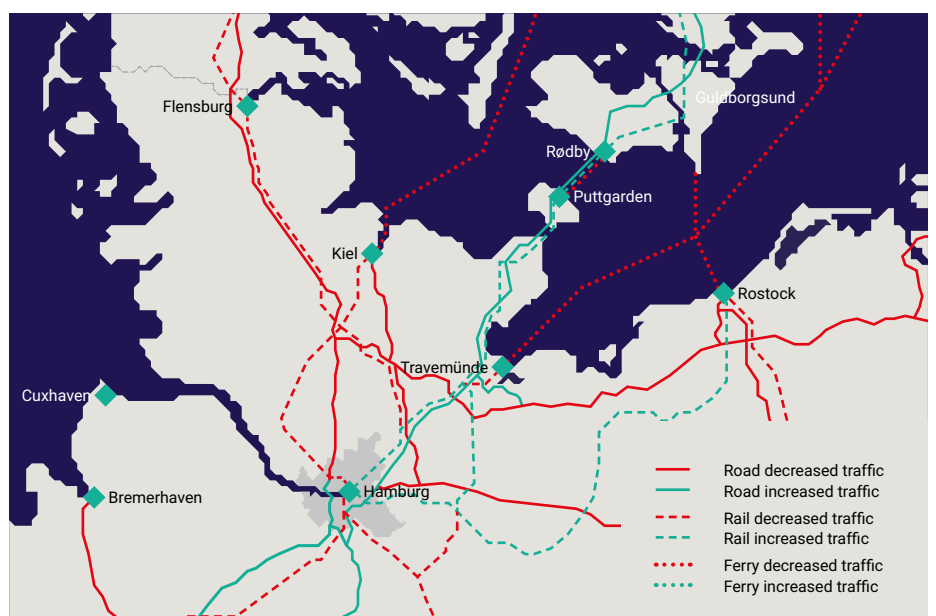 Guldborgsund
Flensburg
Rødby
Puttgarden
Kiel
Rostock
Travemünde
Cuxhaven
Bremerhaven
Hamburg
Road decreased traffic
Road increased traffic
Rail decreased traffic
Rail increased traffic
Ferry decreased traffic
Ferry increased traffic